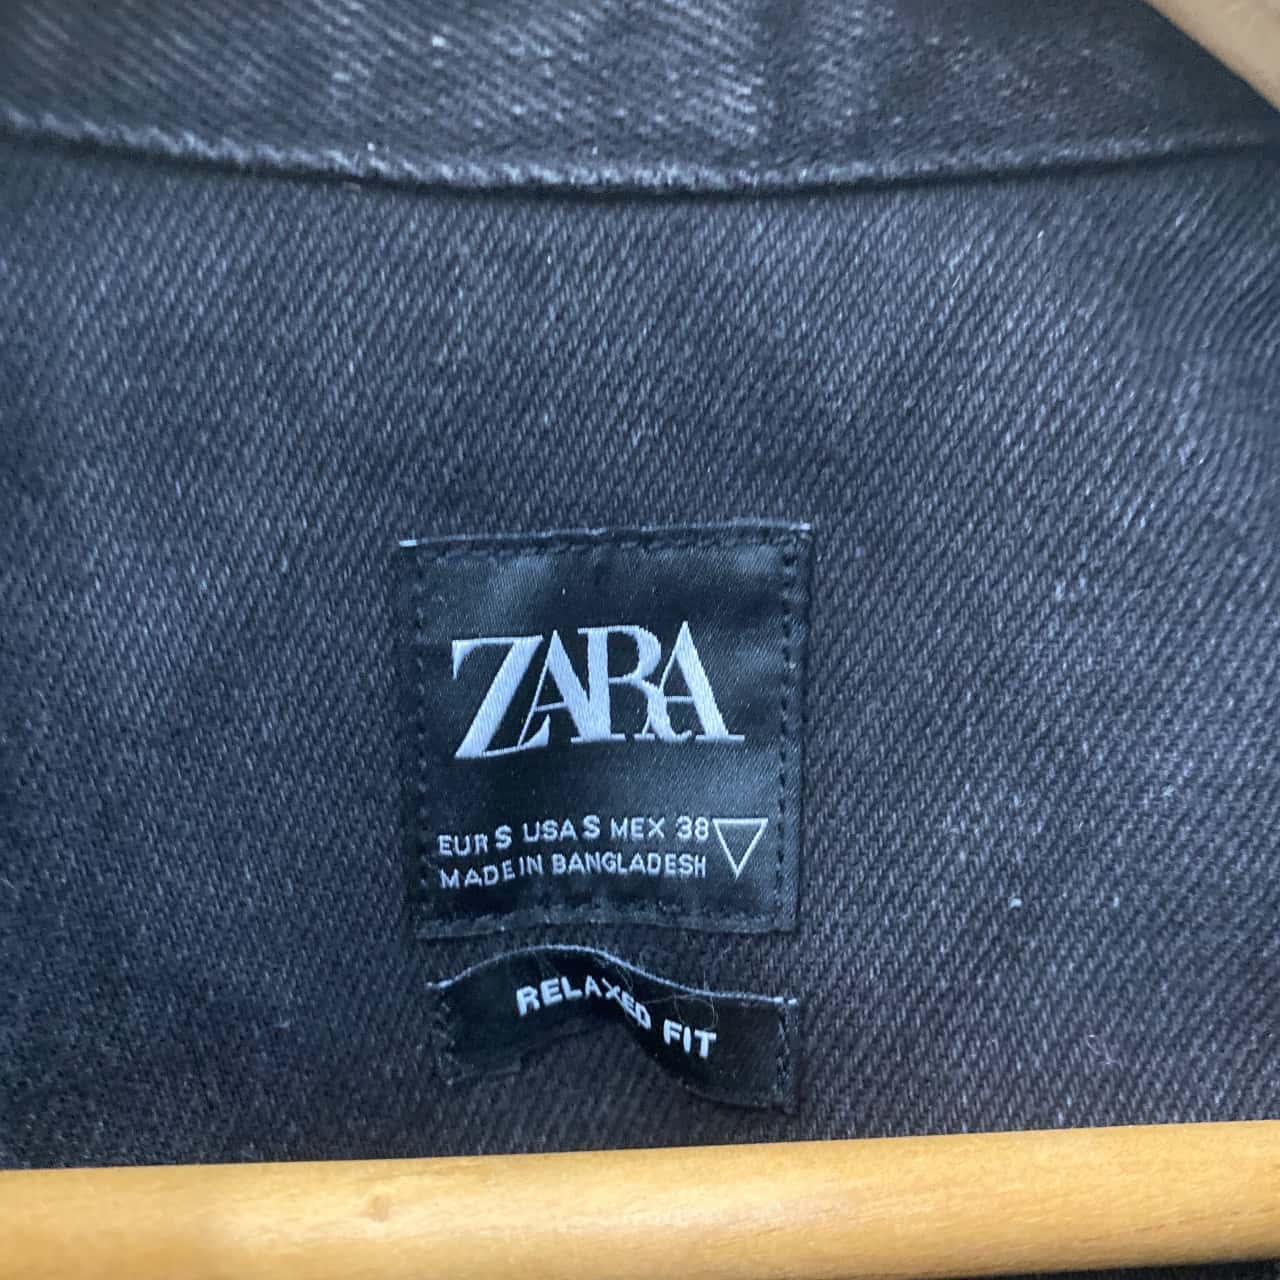 ZARA
EUR S USA S MEX 38
MADE IN BANGLADESH
RELAXED FIT